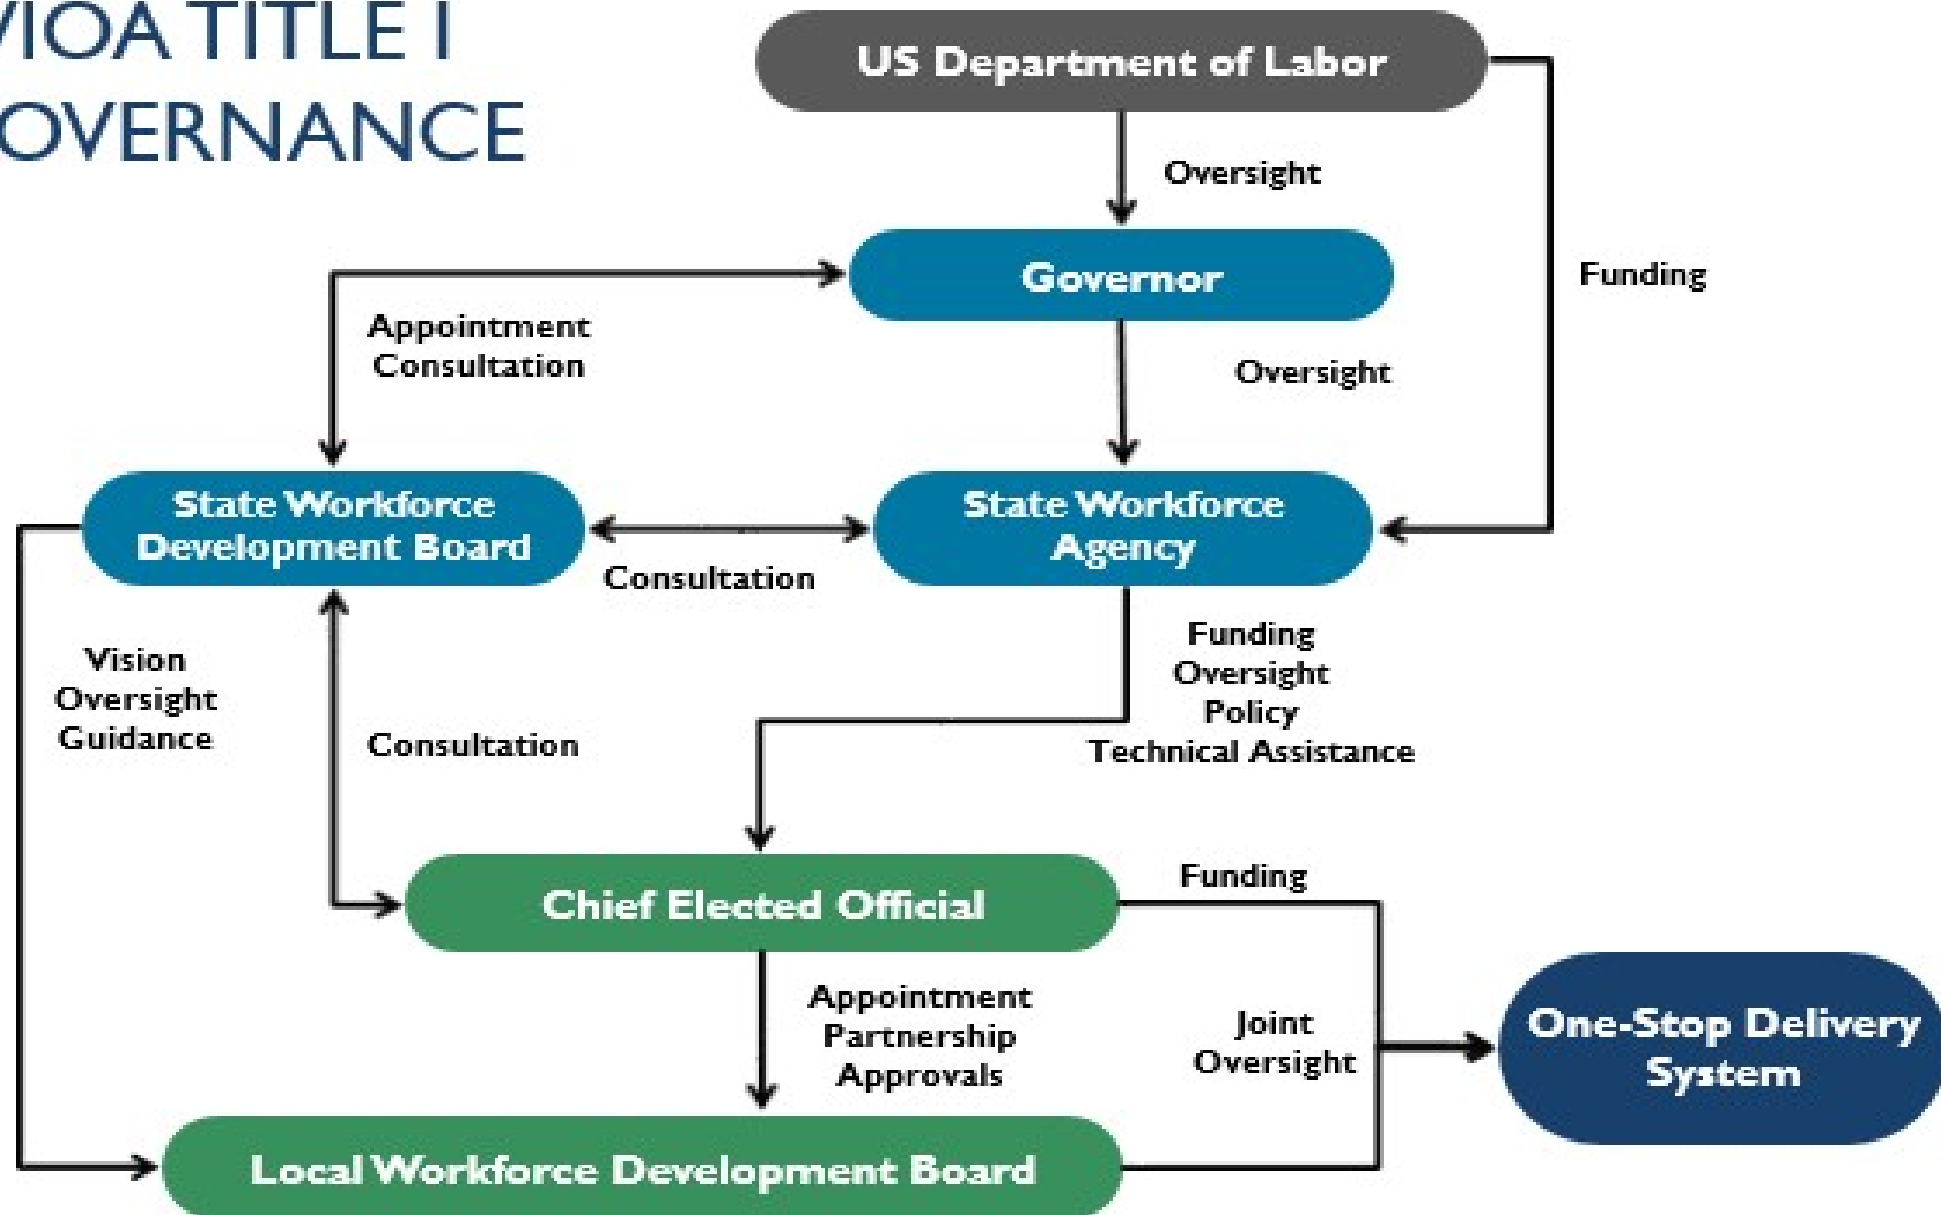 VIOA TITLE I
OVERNANCE
US Department of Labor
Oversight
Governor
Funding
Appointment
Consultation
Oversight
State Workforce
Development Board
State Workforce
Agency
Consultation
Vision
Oversight
Guidance
Consultation
Funding
Oversight
Policy
Technical Assistance
Chief Elected Official
Funding
Appointment
Partnership
Approvals
Joint
Oversight
One-Stop Delivery
System
Local Workforce Development Board